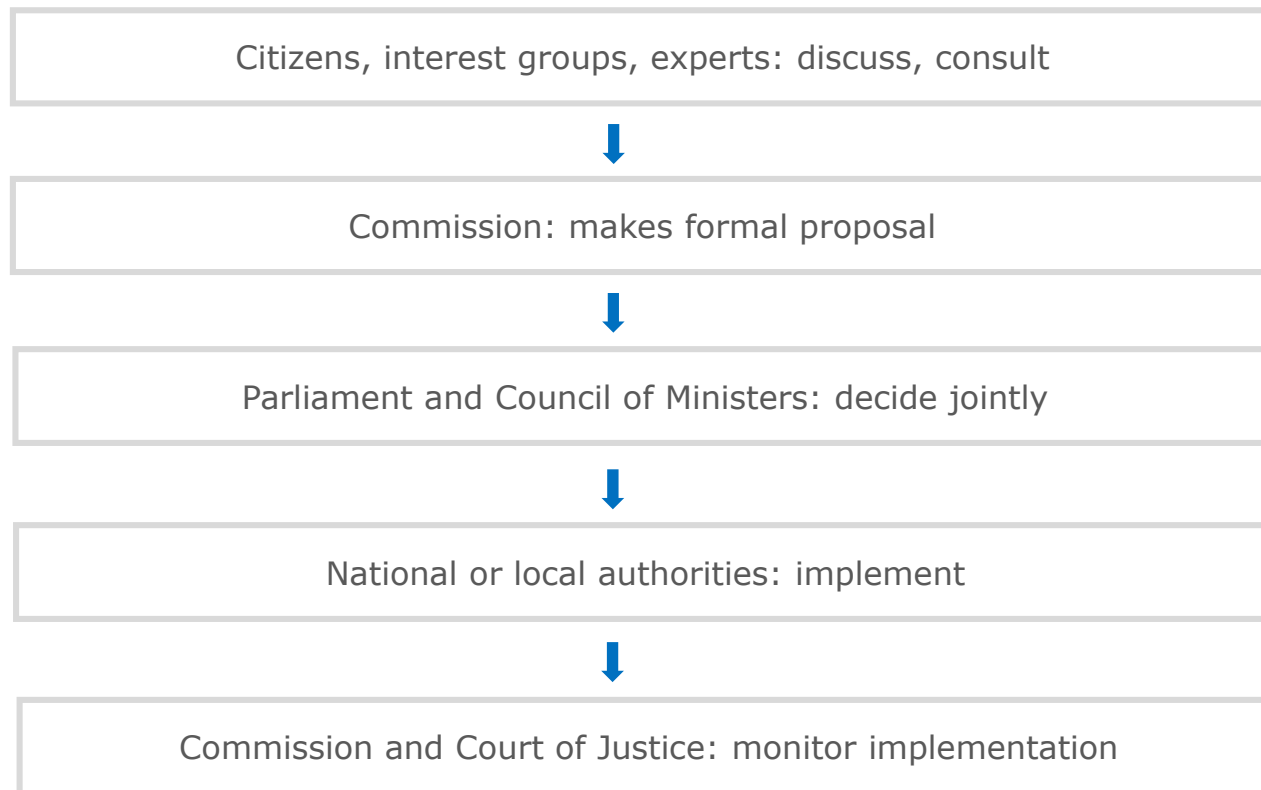 Citizens, interest groups, experts: discuss, consult
Commission: makes formal proposal
Parliament and Council of Ministers: decide jointly
National or local authorities: implement
Commission and Court of Justice: monitor implementation